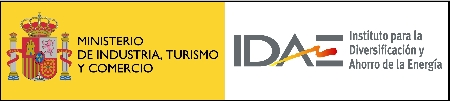 MINISTERIO
DE INDUSTRIA, TURISMO
Y COMERCIO
IDAE
Instituto para la
Diversificación y
Ahorro de la Energía